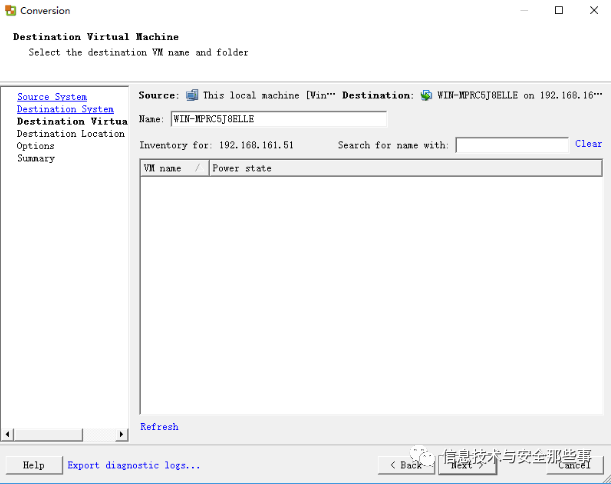 Conversion
Destination Virtual Machine
Select the destination VM name and folder
Source System
Destination System
Destination Virtua
Destination Location
Options
Summary
Source: This local machine [Win… Destination: WIN-MPRC5J8ELLE on 192.168.16…
Name: WIN-MPRC5J8ELLE
Inventory for: 192.168.161.51 Search for name with: Clear
VM name / Power state
Refresh
Help Export diagnostic logs... < Back Next > Cancel
信息技术与安全那些事